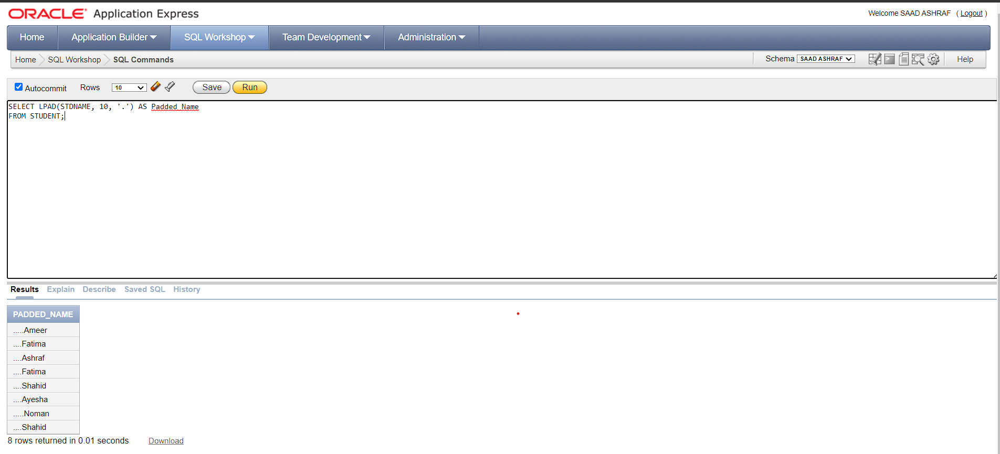 ORACLE Application Express
Welcome SAAD ASHRAF ( Logout )
Home Application Builder SQL Workshop Team Development Administration
Home SQL Workshop SQL Commands
Schema SAAD ASHRAF Help
Autocommit Rows 10 Save Run
SELECT LPAD(STDNAME, 10, '.') AS Padded_Name
FROM STUDENT;
Results Explain Describe Saved SQL History
PADDED_NAME
.....Ameer
....Fatima
....Ashraf
....Fatima
....Shahid
....Ayesha
.....Noman
....Shahid
8 rows returned in 0.01 seconds Download